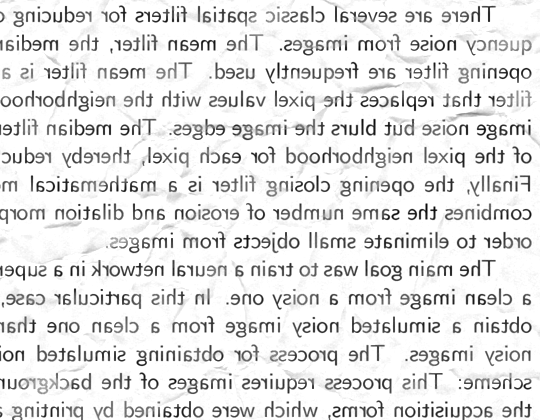 There are several classic spatial filters for reducing o
quency noise from images. The mean filter, the median
opening filter are frequently used. The mean filter is a
filter that replaces the pixel values with the neighborhoo
image noise but blurs the image edges. The median filte
of the pixel neighborhood for each pixel, thereby reduc
Finally, the opening closing filter is a mathematical m
combines the same number of erosion and dilation morp
order to eliminate small objects from images.
The main goal was to train a neural network in a super
a clean image from a noisy one. In this particular case,
obtain a simulated noisy image from a clean one than
noisy images. The process for obtaining simulated noi
scheme: This process requires images of the backgroun
the acquisition forms, which were obtained by printing a